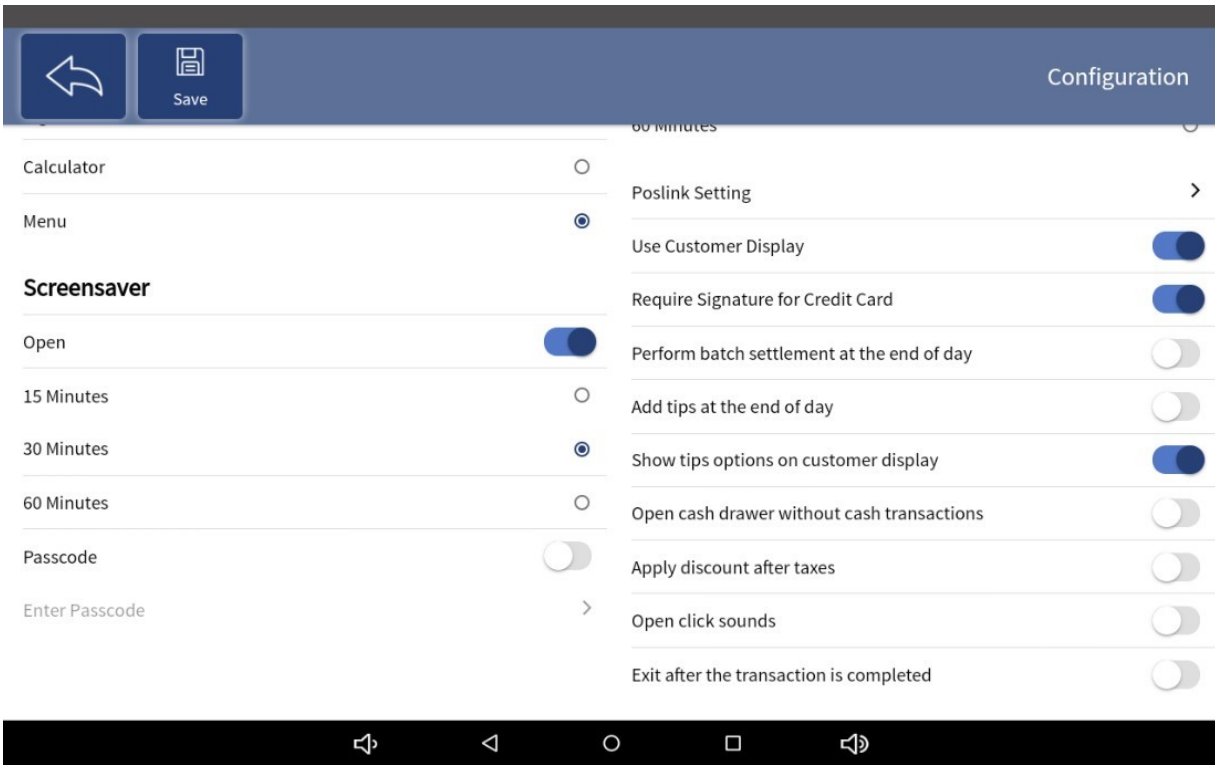 Save
Configuration
Calculator
Menu
Screensaver
Open
15 Minutes
30 Minutes
60 Minutes
Passcode
Enter Passcode
60 Minutes
Poslink Setting
Use Customer Display
Require Signature for Credit Card
Perform batch settlement at the end of day
Add tips at the end of day
Show tips options on customer display
Open cash drawer without cash transactions
Apply discount after taxes
Open click sounds
Exit after the transaction is completed